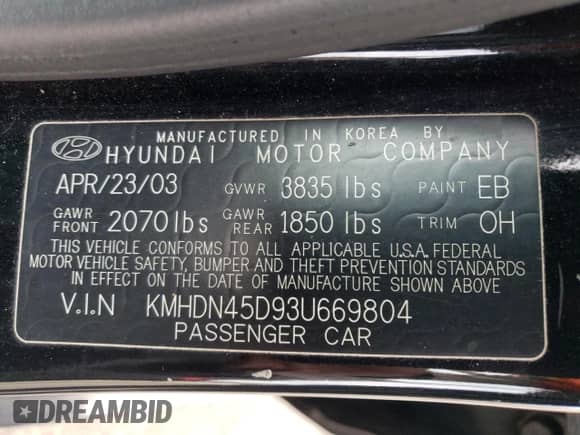 MANUFACTURED IN KOREA BY
HYUNDAI MOTOR COMPANY
APR/23/03 GVWR 3835 lbs PAINT EB
GAWR FRONT 2070 lbs GAWR REAR 1850 lbs TRIM OH
THIS VEHICLE CONFORMS TO ALL APPLICABLE U.S.A. FEDERAL
MOTOR VEHICLE SAFETY, BUMPER AND THEFT PREVENTION STANDARDS
IN EFFECT ON THE DATE OF MANUFACTURE SHOWN ABOVE
V.I.N KMHDN45D93U669804
PASSENGER CAR
DREAMBID